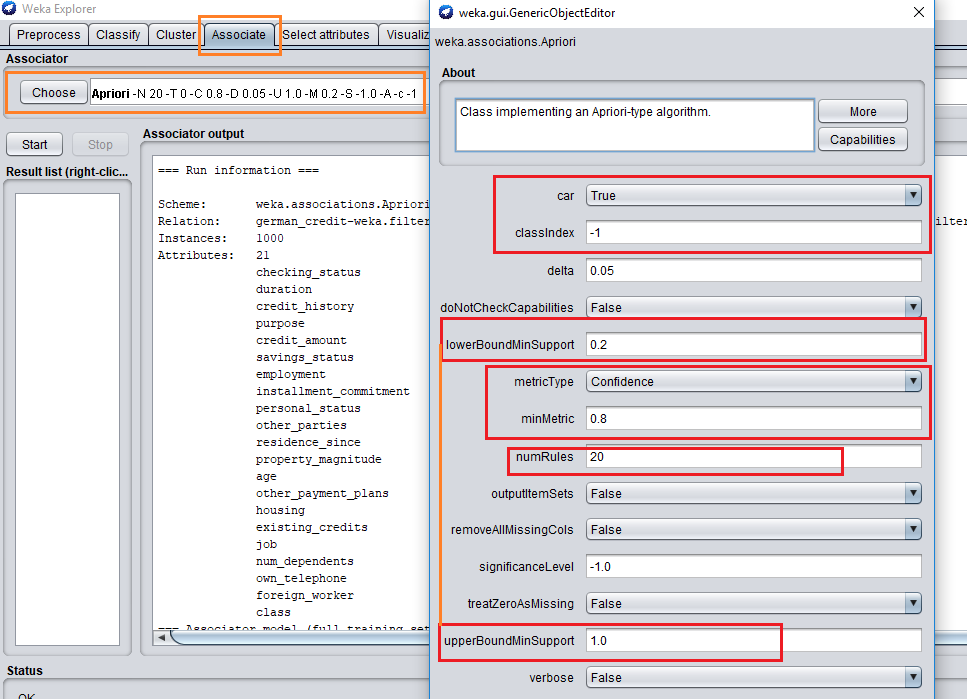 Weka Explorer
Preprocess Classify Cluster Associate Select attributes Visualiz
Associator
Choose Apriori -N 20 -T 0 -C 0.8 -D 0.05 -U 1.0 -M 0.2 -S -1.0 -A -c -1
Start Stop
Result list (right-clic...
Associator output
=== Run information ===
Scheme: weka.associations.Apriori
Relation: german_credit-weka.filter
Instances: 1000
Attributes: 21
checking_status
duration
credit_history
purpose
credit_amount
savings_status
employment
installment_commitment
personal_status
other_parties
residence_since
property_magnitude
age
other_payment_plans
housing
existing_credits
job
num_dependents
own_telephone
foreign_worker
class
=== Associator model (full training set
Status
OK
weka.gui.GenericObjectEditor
weka.associations.Apriori
About
Class implementing an Apriori-type algorithm.
More
Capabilities
car True
classIndex -1
delta 0.05
doNotCheckCapabilities False
lowerBoundMinSupport 0.2
metricType Confidence
minMetric 0.8
numRules 20
outputItemSets False
removeAllMissingCols False
significanceLevel -1.0
treatZeroAsMissing False
upperBoundMinSupport 1.0
verbose False
ilter